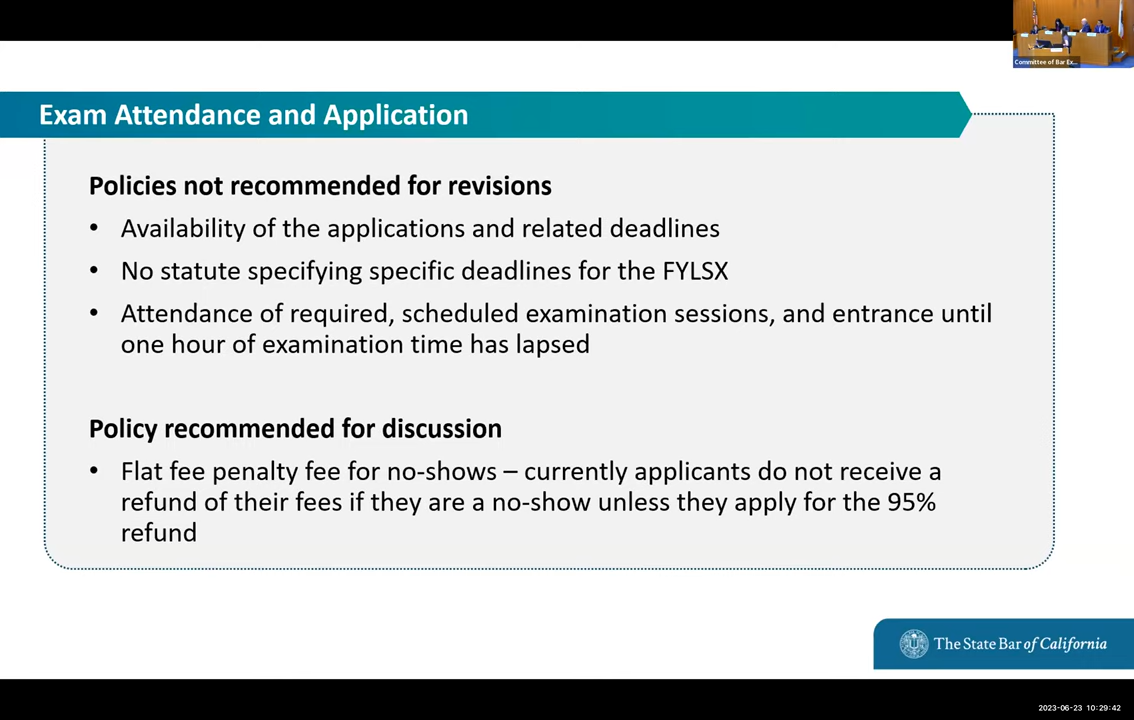 Committee of Bar Ex...
Exam Attendance and Application
Policies not recommended for revisions
• Availability of the applications and related deadlines
• No statute specifying specific deadlines for the FYLSX
• Attendance of required, scheduled examination sessions, and entrance until
one hour of examination time has lapsed
Policy recommended for discussion
• Flat fee penalty fee for no-shows – currently applicants do not receive a
refund of their fees if they are a no-show unless they apply for the 95%
refund
The State Bar of California
2023-06-23 10:29:42